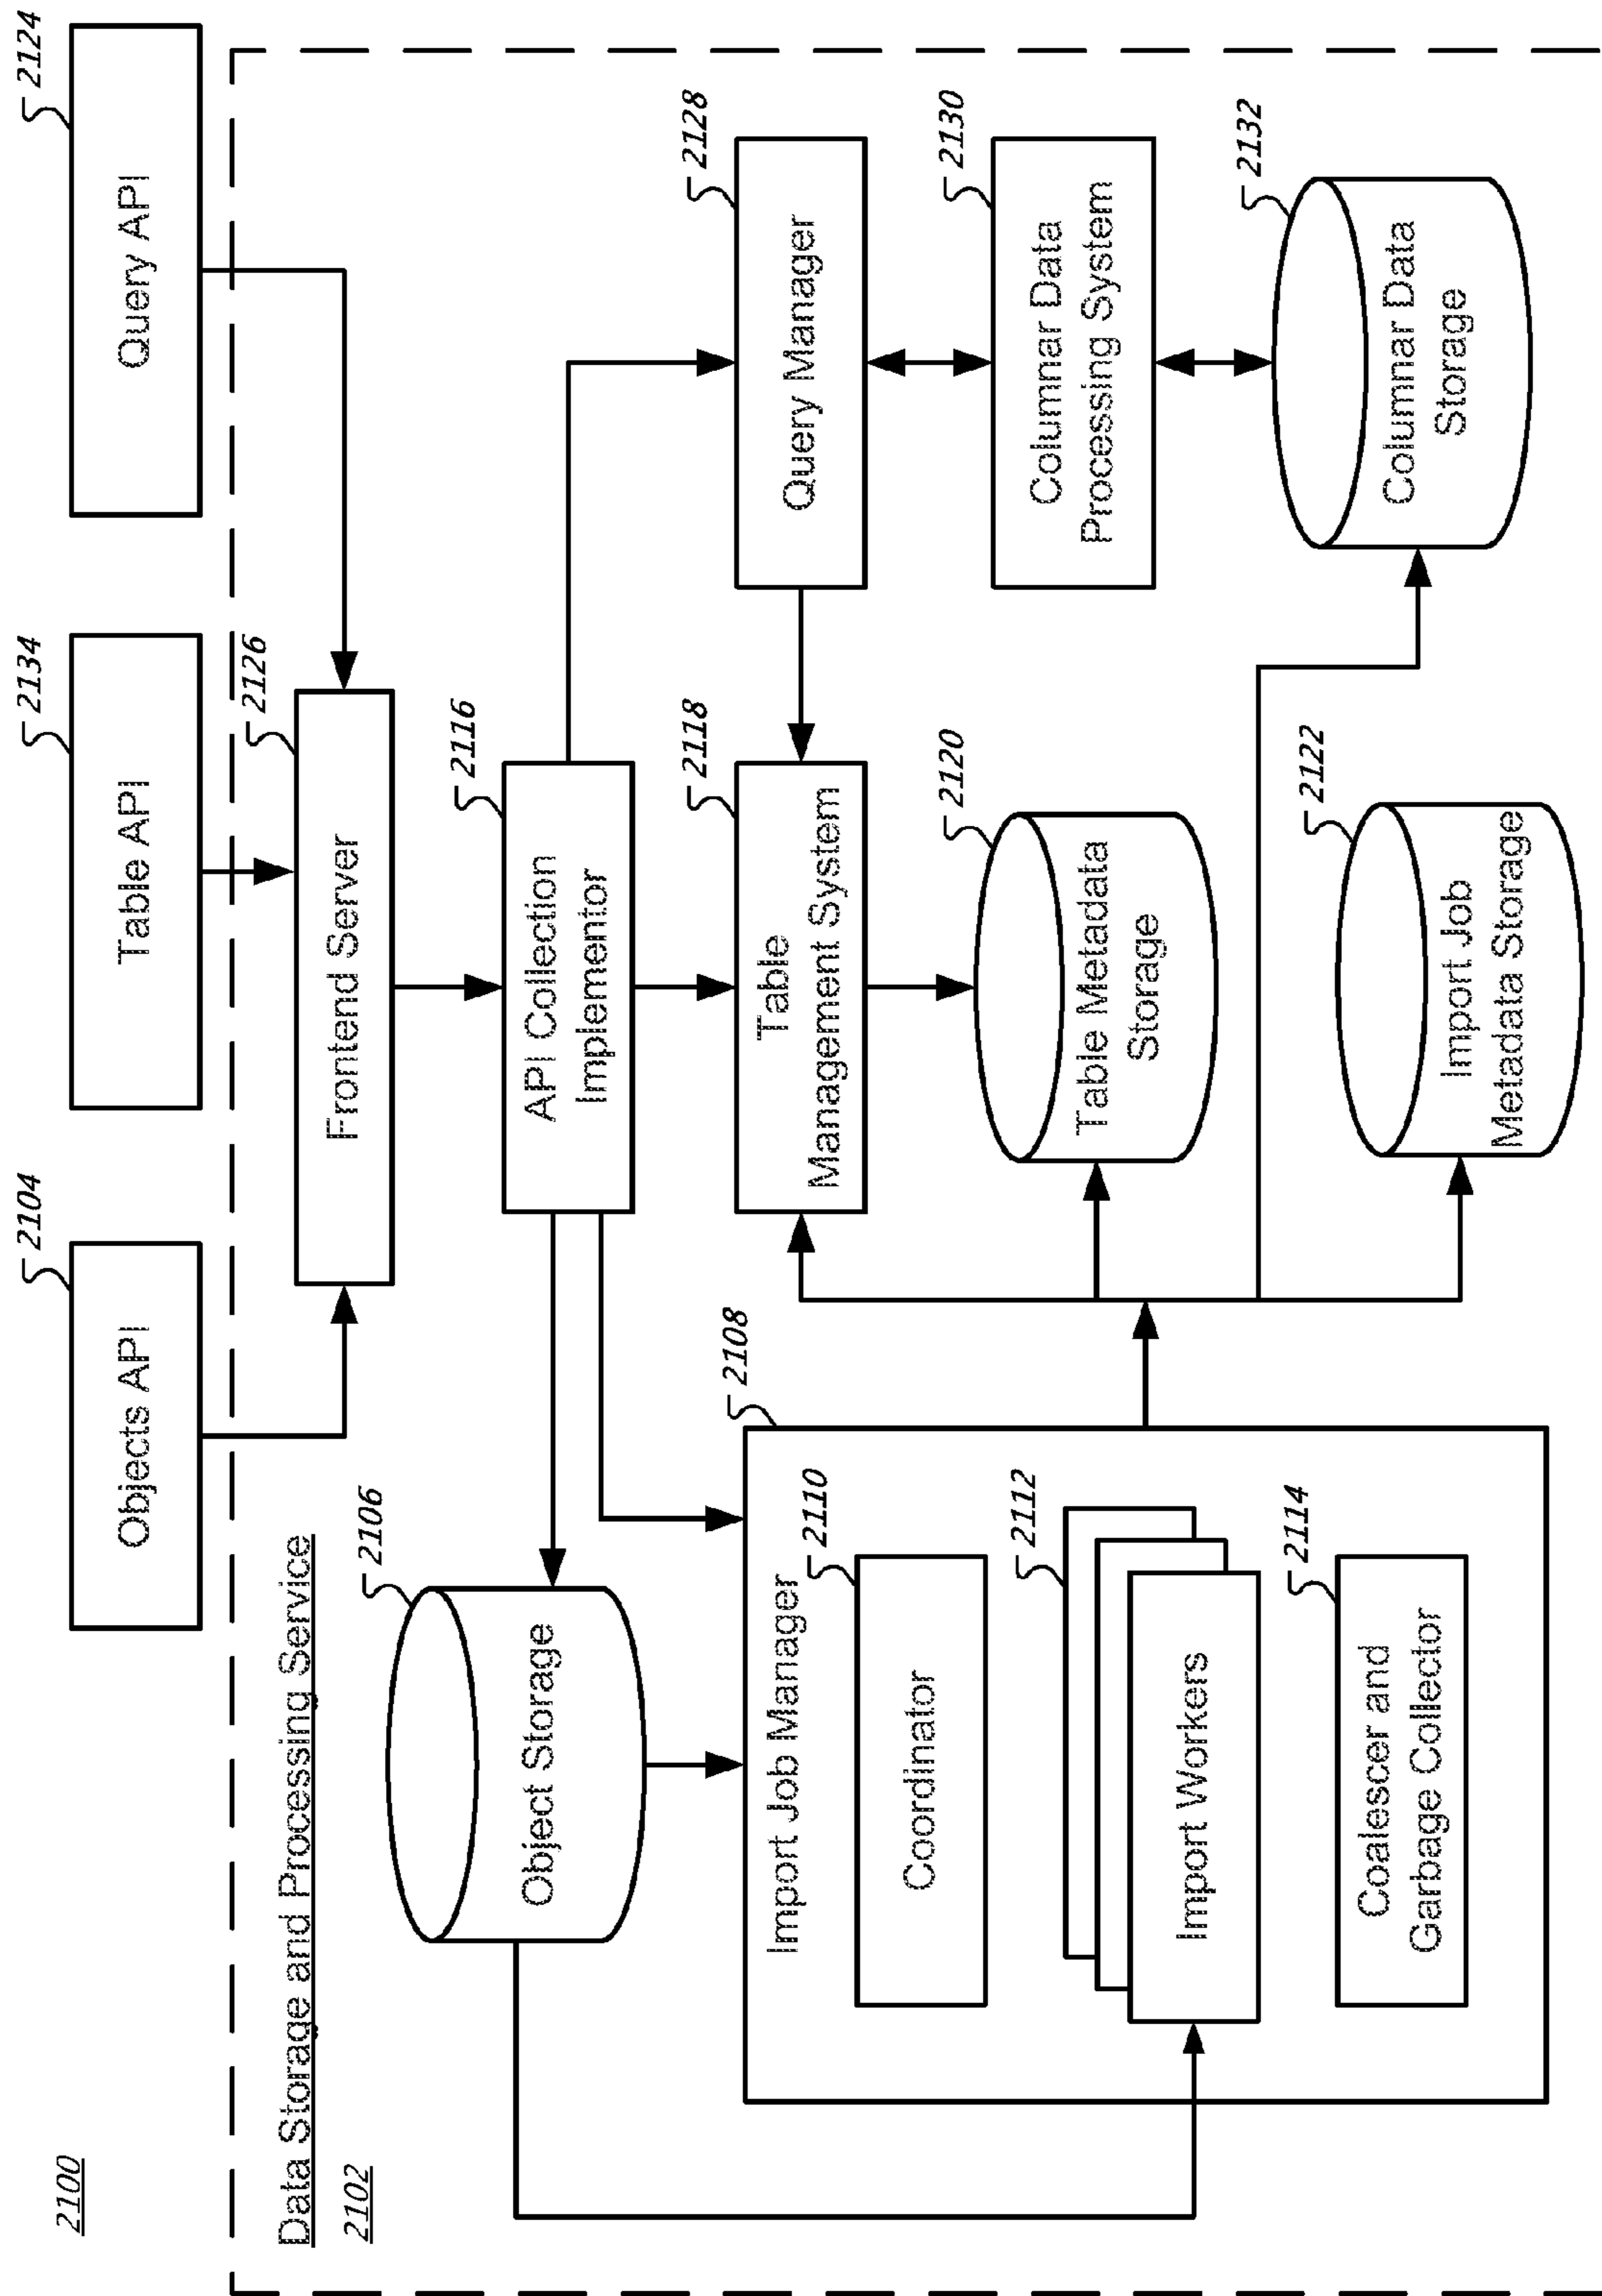 2100
2104
Objects API
2134
Table API
2124
Query API
Data Storage and Processing Service
2102
2126
Frontend Server
2106
Object Storage
2116
API Collection
Implementor
2108
Import Job Manager
2110
Coordinator
2112
Import Workers
2114
Coalescer and
Garbage Collector
2118
Table
Management System
2128
Query Manager
2120
Table Metadata
Storage
2130
Columnar Data
Processing System
2122
Import Job
Metadata Storage
2132
Columnar Data
Storage